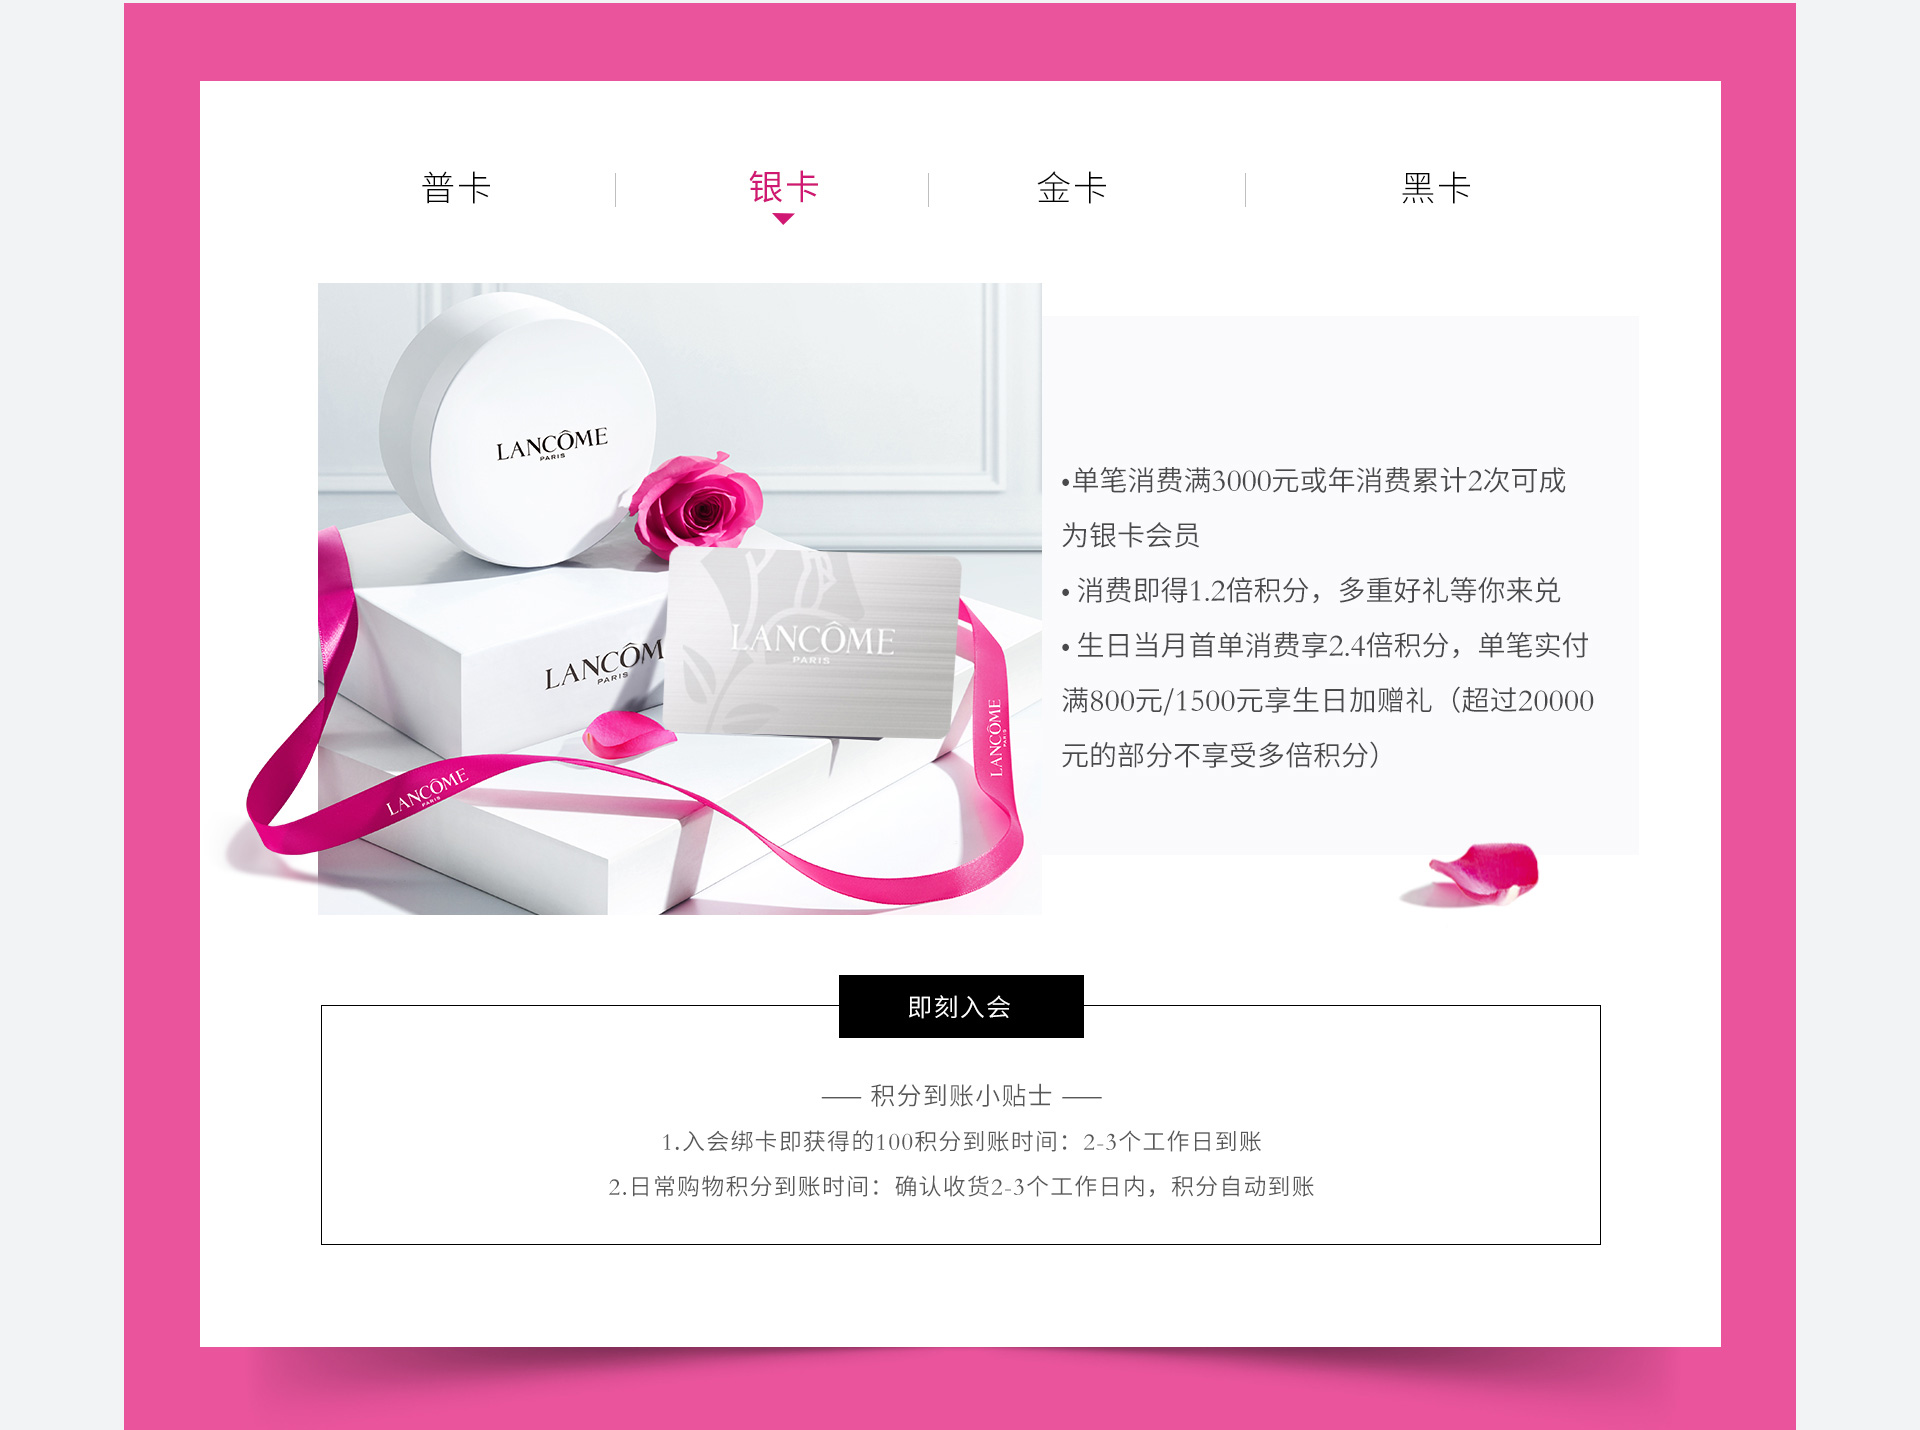 普卡
银卡
金卡
黑卡
LANCÔME
PARIS
LANCÔM
PARIS
LANCÔME
PARIS
LANCÔME
PARIS
LANCÔME
PARIS
•单笔消费满3000元或年消费累计2次可成
为银卡会员
• 消费即得1.2倍积分，多重好礼等你来兑
• 生日当月首单消费享2.4倍积分，单笔实付
满800元/1500元享生日加赠礼（超过20000
元的部分不享受多倍积分）
即刻入会
—— 积分到账小贴士 ——
1.入会绑卡即获得的100积分到账时间：2-3个工作日到账
2.日常购物积分到账时间：确认收货2-3个工作日内，积分自动到账